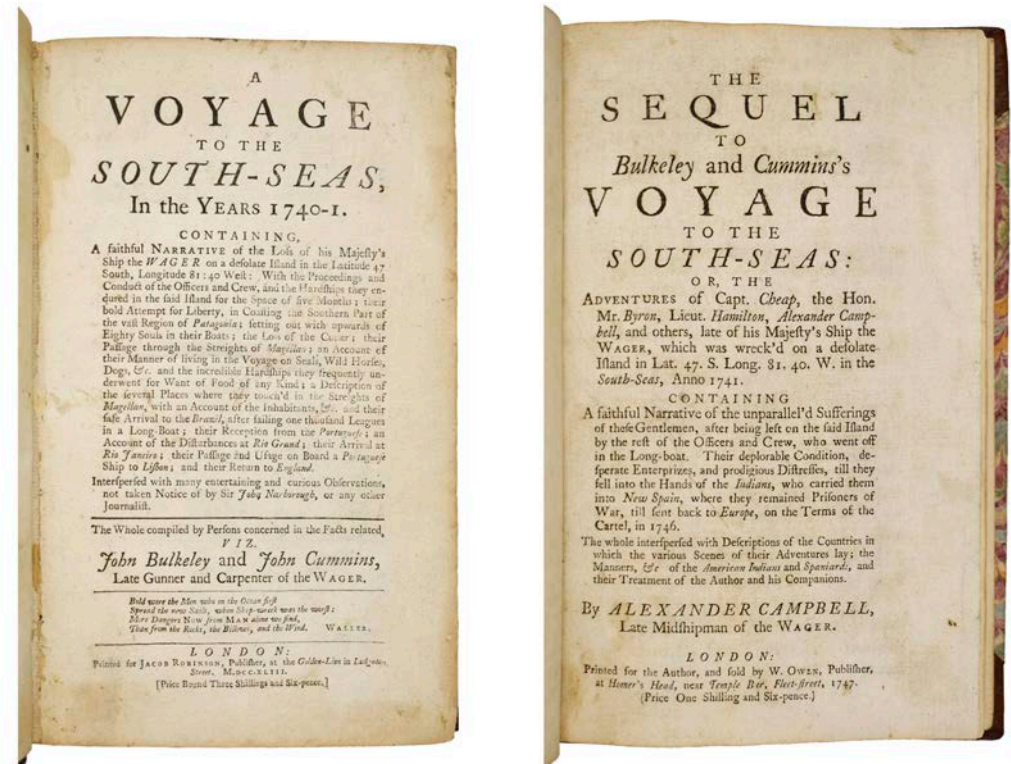 A
VOYAGE
TO THE
SOUTH-SEAS,
In the YEARS 1740-1.
CONTAINING,
A faithful NARRATIVE of the Loſs of his Majeſty's
Ship the WAGER on a deſolate Iſland in the Latitude 47
South, Longitude 81 : 40 Weſt: With the Proceedings and
Conduct of the Officers and Crew, and the Hardſhips they en-
dured in the ſaid Iſland for the Space of five Months; their
bold Attempt for Liberty, in Coaſting the Southern Part of
the vaſt Region of Patagonia; ſetting out with upwards of
Eighty Souls in their Boats; the Loſs of the Cutter; their
Paſſage through the Streights of Magellan; an Account of
their Manner of living in the Voyage on Seals, Wild Horſes,
Dogs, &c. and the incredible Hardſhips they frequently un-
derwent for Want of Food of any Kind; a Deſcription of
the ſeveral Places where they touch'd in the Streights of
Magellan, with an Account of the Inhabitants, &c. and their
ſafe Arrival to the Brazil, after ſailing one thouſand Leagues
in a Long-Boat; their Reception from the Portugueſe; an
Account of the Diſturbances at Rio Grand; their Arrival at
Rio Janeiro; their Paſſage and Uſage on Board a Portugueſe
Ship to Liſbon; and their Return to England.
Interſperſed with many entertaining and curious Obſervations,
not taken Notice of by Sir John Narborough, or any other
Journaliſt.
The Whole compiled by Perſons concerned in the Facts related,
VIZ.
John Bulkeley and John Cummins,
Late Gunner and Carpenter of the WAGER.
Bold were the Men who on the Ocean firſt
Spread the new Sails, when Ship-wreck was the worſt:
More Dangers NOW from MAN alone we find,
Than from the Rocks, the Billows, and the Wind. WALLER.
LONDON:
Printed for JACOB ROBINSON, Publiſher, at the Golden-Lion in Ludgate-
Street. M.DCC.XLIII.
[Price Bound Three Shillings and Six-pence.]
THE
SEQUEL
TO
Bulkeley and Cummins's
VOYAGE
TO THE
SOUTH-SEAS:
OR, THE
ADVENTURES of Capt. Cheap, the Hon.
Mr. Byron, Lieut. Hamilton, Alexander Camp-
bell, and others, late of his Majeſty's Ship the
WAGER, which was wreck'd on a deſolate
Iſland in Lat. 47. S. Long. 81. 40. W. in the
South-Seas, Anno 1741.
CONTAINING
A faithful Narrative of the unparallel'd Sufferings
of theſe Gentlemen, after being left on the ſaid Iſland
by the reſt of the Officers and Crew, who went off
in the Long-boat. Their deplorable Condition, de-
ſperate Enterprizes, and prodigious Diſtreſſes, till they
fell into the Hands of the Indians, who carried them
into New Spain, where they remained Priſoners of
War, till ſent back to Europe, on the Terms of the
Cartel, in 1746.
The whole interſperſed with Deſcriptions of the Countries in
which the various Scenes of their Adventures lay; the
Manners, &c of the American Indians and Spaniards, and
their Treatment of the Author and his Companions.
By ALEXANDER CAMPBELL,
Late Midſhipman of the WAGER.
LONDON:
Printed for the Author, and ſold by W. OWEN, Publiſher,
at Homer's Head, near Temple Bar, Fleet-ſtreet, 1747.
(Price One Shilling and Six-pence.)